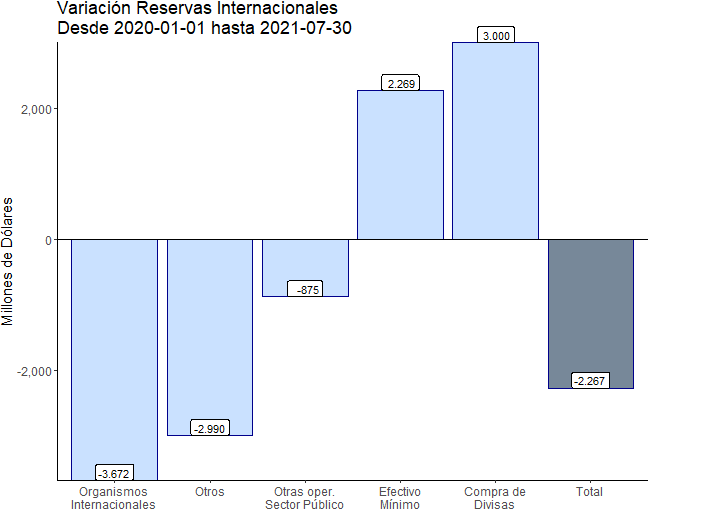 Variación Reservas Internacionales
Desde 2020-01-01 hasta 2021-07-30
Millones de Dólares
2,000
0
-2,000
-3.672
-2.990
-875
2.269
3.000
-2.267
Organismos
Internacionales
Otros
Otras oper.
Sector Público
Efectivo
Mínimo
Compra de
Divisas
Total